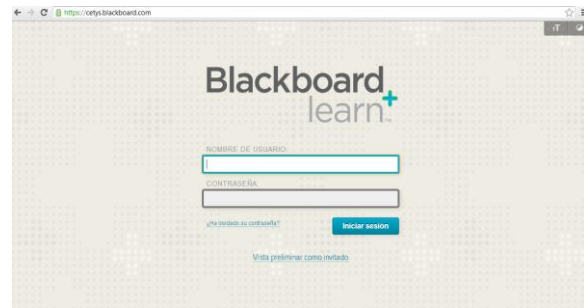 https://cetys.blackboard.com
TT
Blackboard
learn
NOMBRE DE USUARIO:
CONTRASEÑA:
¿Ha olvidado su contraseña?
Iniciar sesión
Vista preliminar como invitado